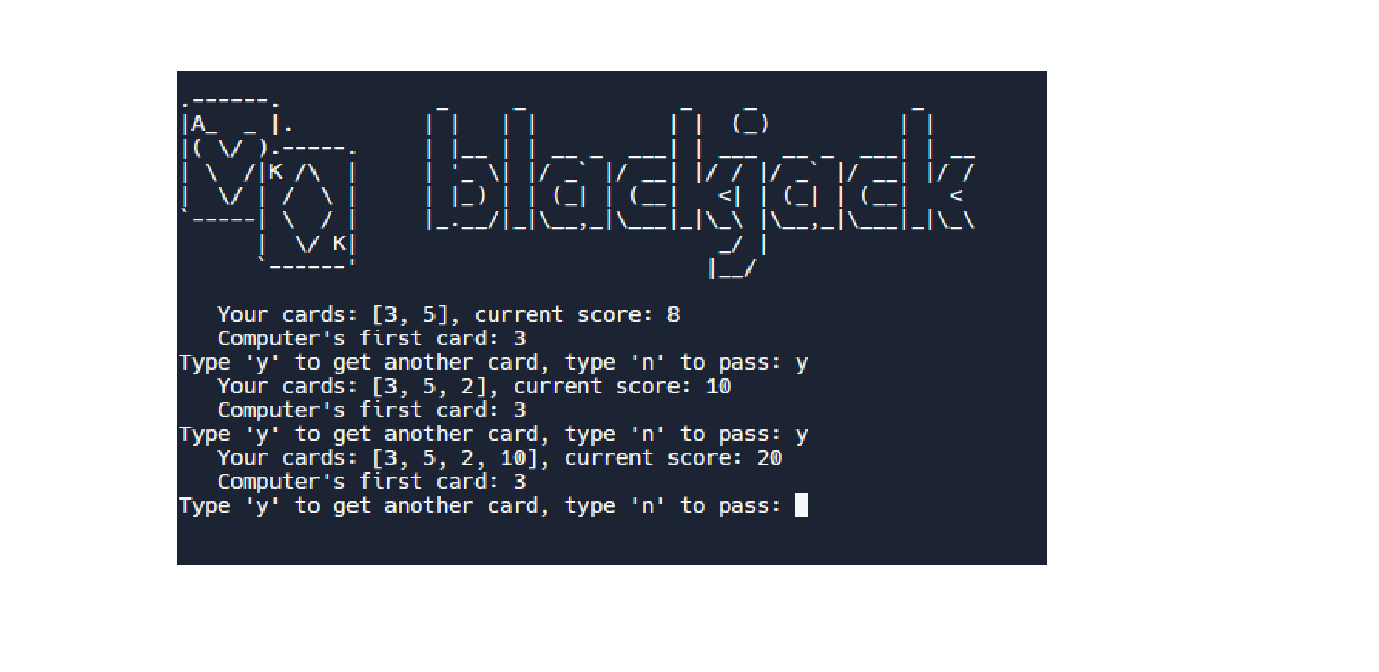 A
K
K
blackjack
Your cards: [3, 5], current score: 8
Computer's first card: 3
Type 'y' to get another card, type 'n' to pass: y
Your cards: [3, 5, 2], current score: 10
Computer's first card: 3
Type 'y' to get another card, type 'n' to pass: y
Your cards: [3, 5, 2, 10], current score: 20
Computer's first card: 3
Type 'y' to get another card, type 'n' to pass: